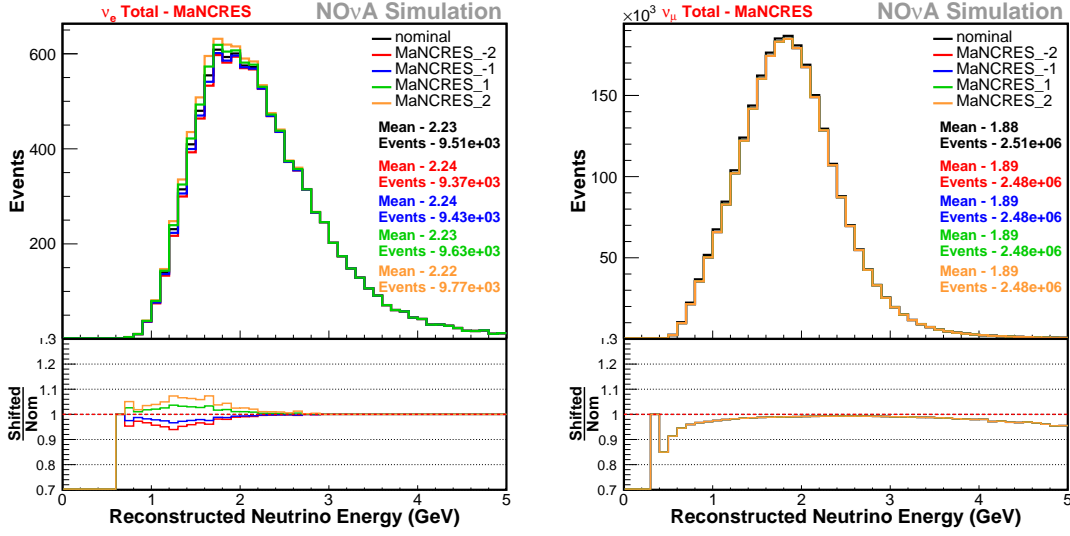 νe Total - MaNCRES NOνA Simulation
Events
600
400
200
nominal
MaNCRES_-2
MaNCRES_-1
MaNCRES_1
MaNCRES_2
Mean - 2.23
Events - 9.51e+03
Mean - 2.24
Events - 9.37e+03
Mean - 2.24
Events - 9.43e+03
Mean - 2.23
Events - 9.63e+03
Mean - 2.22
Events - 9.77e+03
Shifted
Nom
1.3
1.2
1.1
1
0.9
0.8
0.7
0 1 2 3 4 5
Reconstructed Neutrino Energy (GeV)
×10³ νμ Total - MaNCRES NOνA Simulation
Events
150
100
50
0
nominal
MaNCRES_-2
MaNCRES_-1
MaNCRES_1
MaNCRES_2
Mean - 1.88
Events - 2.51e+06
Mean - 1.89
Events - 2.48e+06
Mean - 1.89
Events - 2.48e+06
Mean - 1.89
Events - 2.48e+06
Mean - 1.89
Events - 2.48e+06
Shifted
Nom
1.3
1.2
1.1
1
0.9
0.8
0.7
0 1 2 3 4 5
Reconstructed Neutrino Energy (GeV)